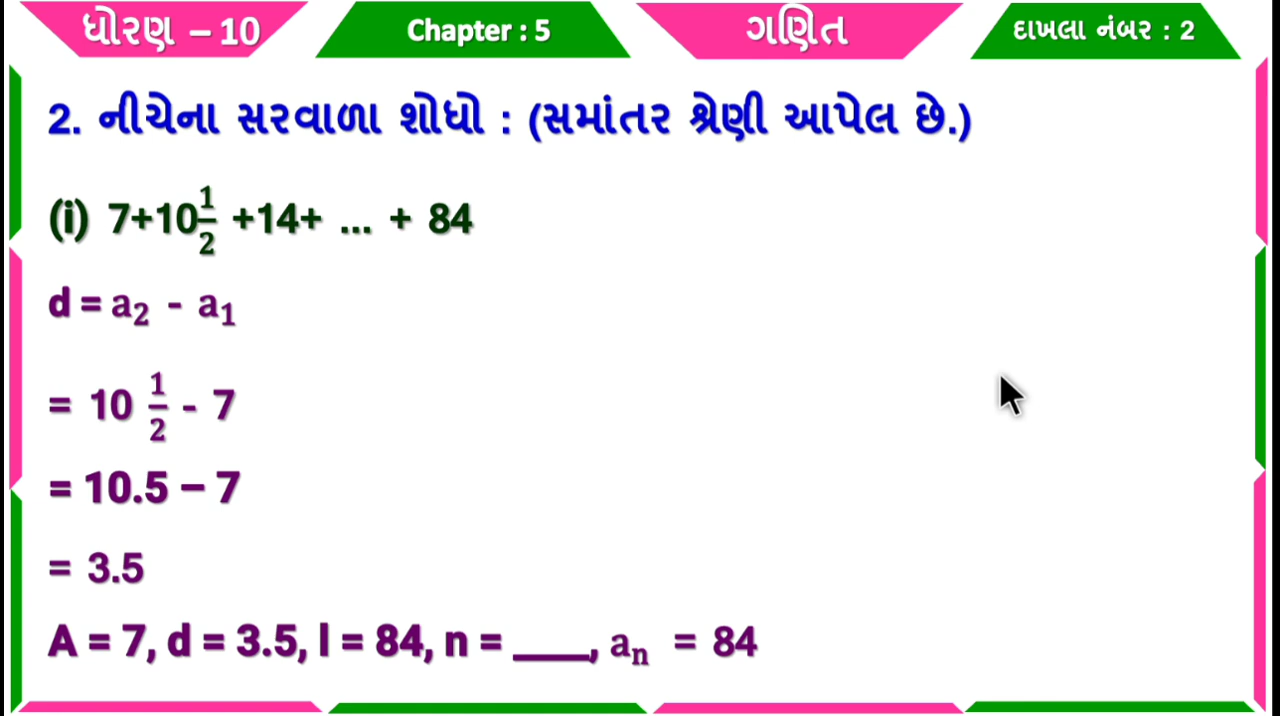 ધોરણ – 10 Chapter : 5 ગણિત દાખલા નંબર : 2
2. નીચેના સરવાળા શોધો : (સમાંતર શ્રેણી આપેલ છે.)
(i) 7+10½ +14+ ... + 84
d = a₂ - a₁
= 10 ½ - 7
= 10.5 – 7
= 3.5
A = 7, d = 3.5, l = 84, n = ____, aₙ = 84